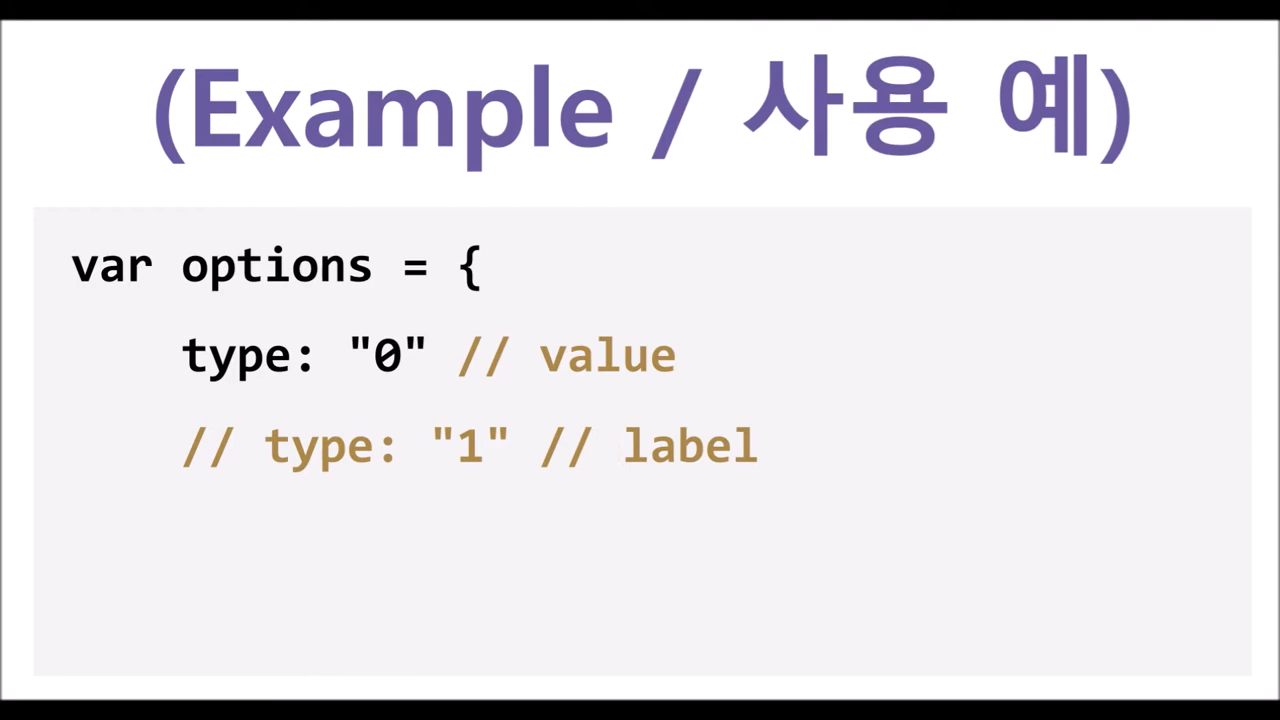 (Example / 사용 예)
var options = {
type: "0" // value
// type: "1" // label